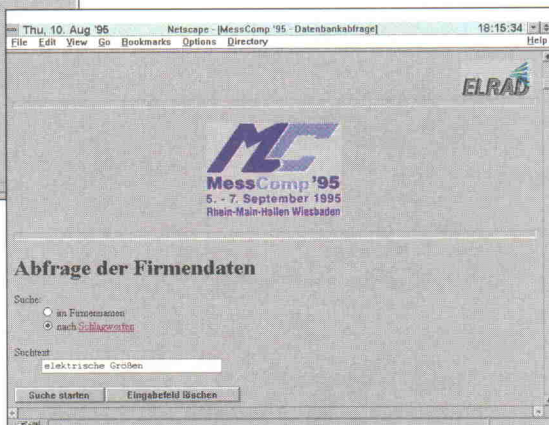 Thu, 10. Aug '95 Netscape - [MessComp '95 - Datenbankabfrage] 18:15:34
File Edit View Go Bookmarks Options Directory Help
ELRAD
MC
MessComp '95
5. - 7. September 1995
Rhein-Main-Hallen Wiesbaden
Abfrage der Firmendaten
Suche:
im Firmennamen
nach Schlagworten
Suchtext:
elektrische Größen
Suche starten Eingabefeld löschen